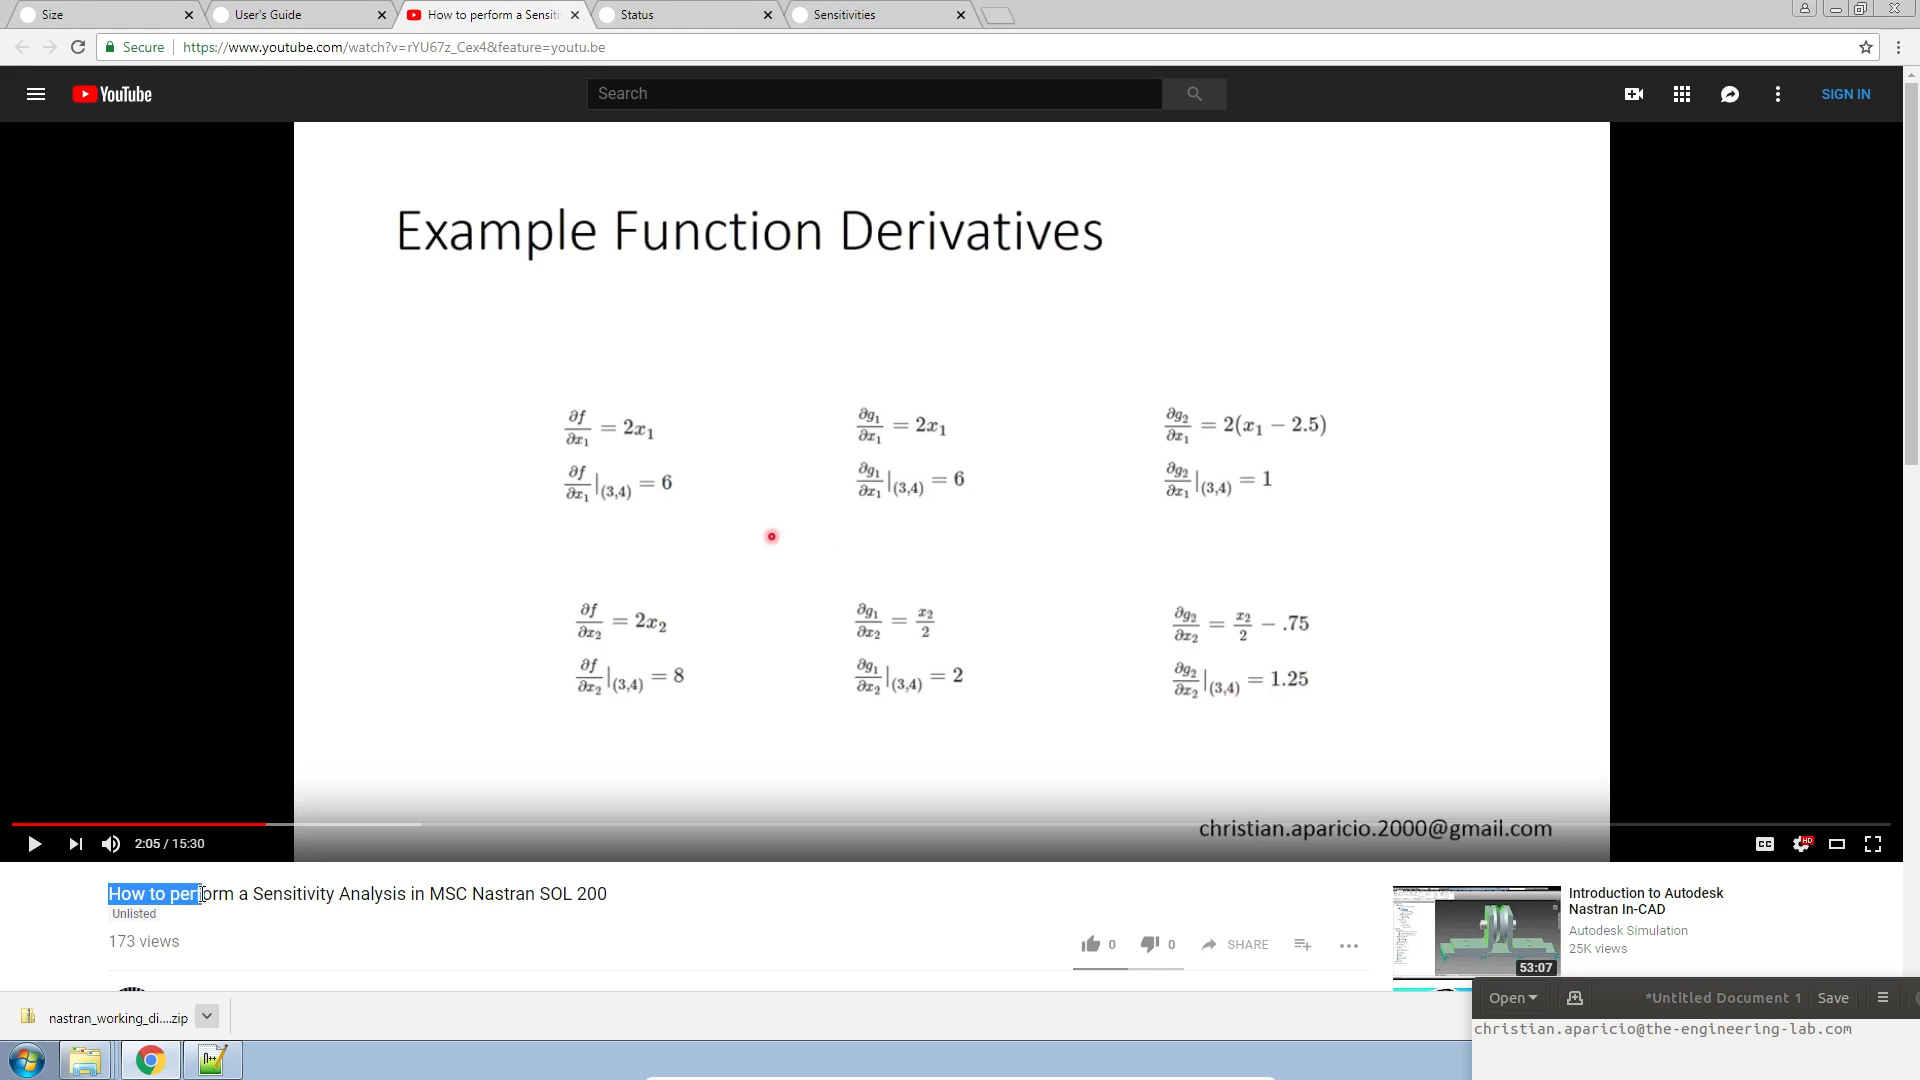 Size
User's Guide
How to perform a Sensiti
Status
Sensitivities
Secure
https://www.youtube.com/watch?v=rYU67z_Cex4&feature=youtu.be
YouTube
Search
SIGN IN
Example Function Derivatives
∂f/∂x₁ = 2x₁
∂g₁/∂x₁ = 2x₁
∂g₂/∂x₁ = 2(x₁ − 2.5)
∂f/∂x₁|(3,4) = 6
∂g₁/∂x₁|(3,4) = 6
∂g₂/∂x₁|(3,4) = 1
∂f/∂x₂ = 2x₂
∂g₁/∂x₂ = x₂/2
∂g₂/∂x₂ = x₂/2 − .75
∂f/∂x₂|(3,4) = 8
∂g₁/∂x₂|(3,4) = 2
∂g₂/∂x₂|(3,4) = 1.25
christian.aparicio.2000@gmail.com
2:05 / 15:30
CC
HD
How to perform a Sensitivity Analysis in MSC Nastran SOL 200
Unlisted
173 views
0
0
SHARE
53:07
Introduction to Autodesk
Nastran In-CAD
Autodesk Simulation
25K views
nastran_working_di....zip
Open
*Untitled Document 1
Save
christian.aparicio@the-engineering-lab.com